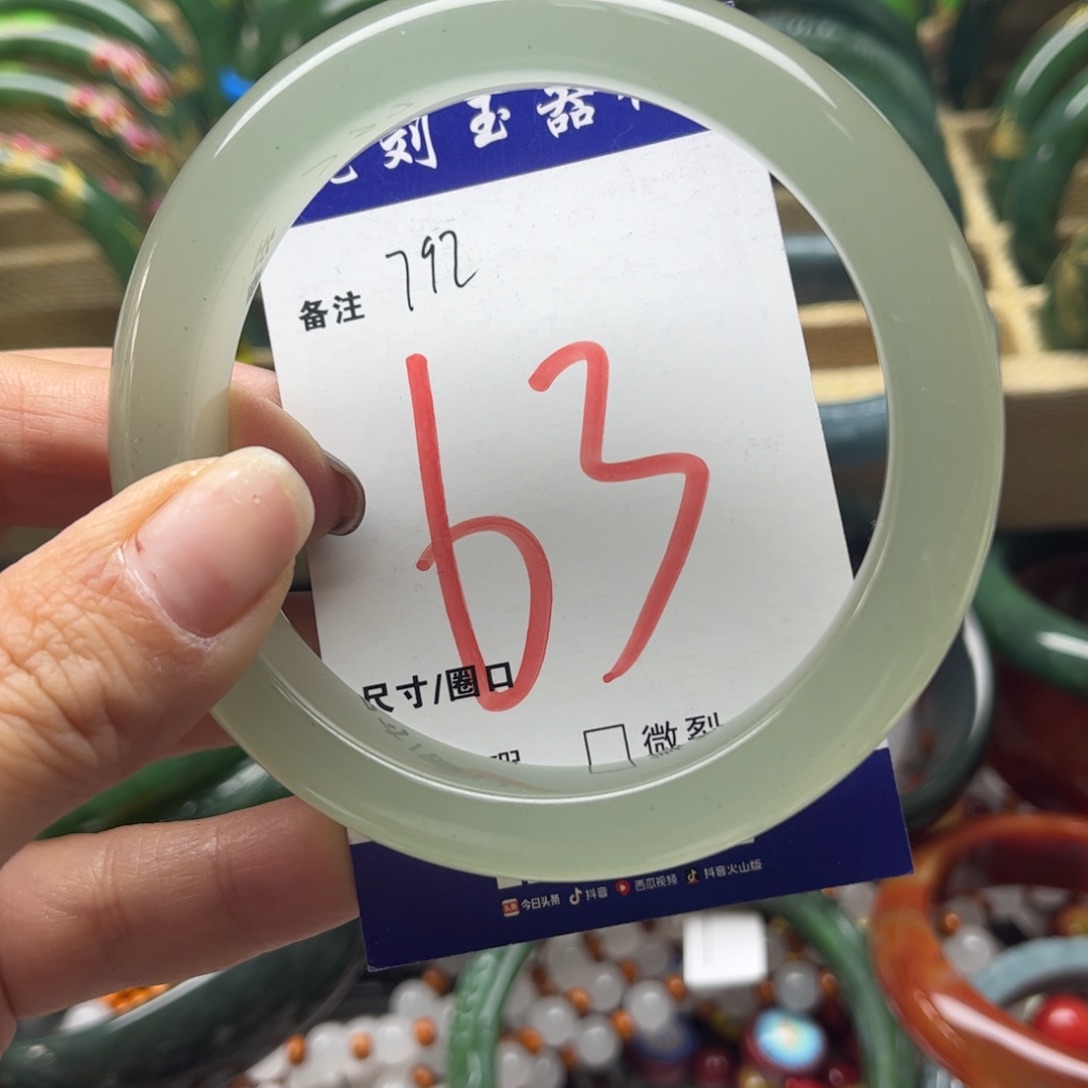 刻玉器
备注 792
63
尺寸/圈口
微裂
今日头条 抖音 西瓜视频 抖音火山版